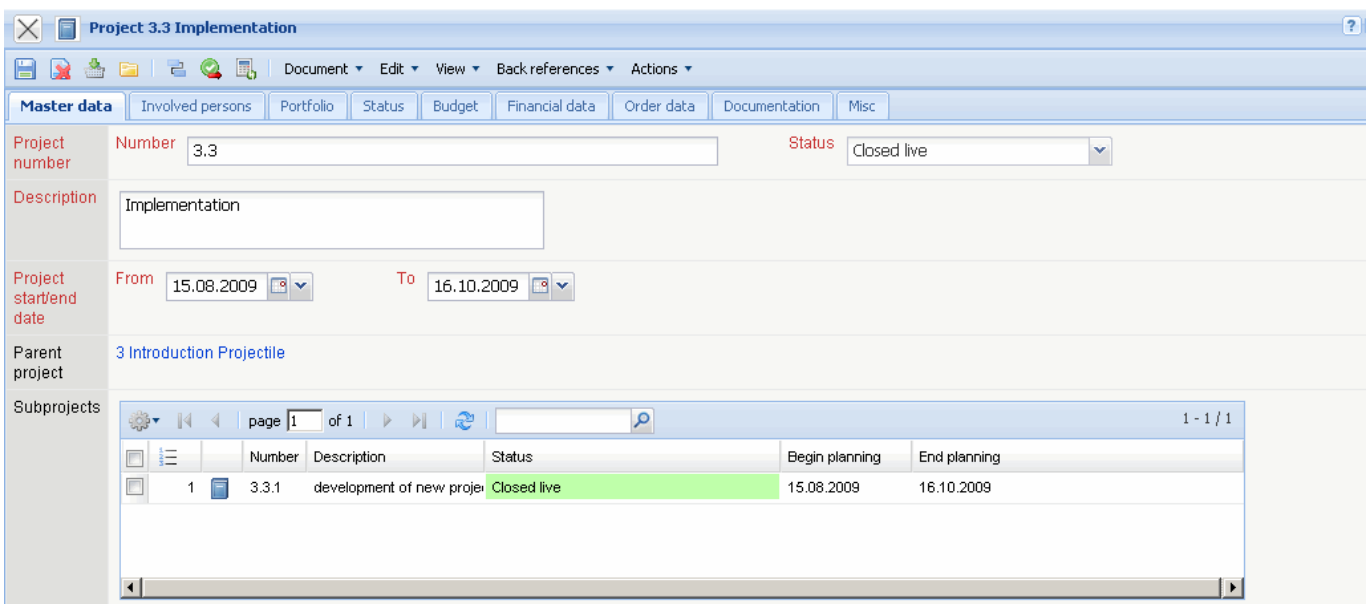 Project 3.3 Implementation
?
Document Edit View Back references Actions
Master data Involved persons Portfolio Status Budget Financial data Order data Documentation Misc
Project number
Number 3.3 Status Closed live
Description
Implementation
Project start/end date
From 15.08.2009 To 16.10.2009
Parent project
3 Introduction Projectile
Subprojects
page 1 of 1 1 - 1 / 1
Number Description Status Begin planning End planning
1 3.3.1 development of new proje Closed live 15.08.2009 16.10.2009